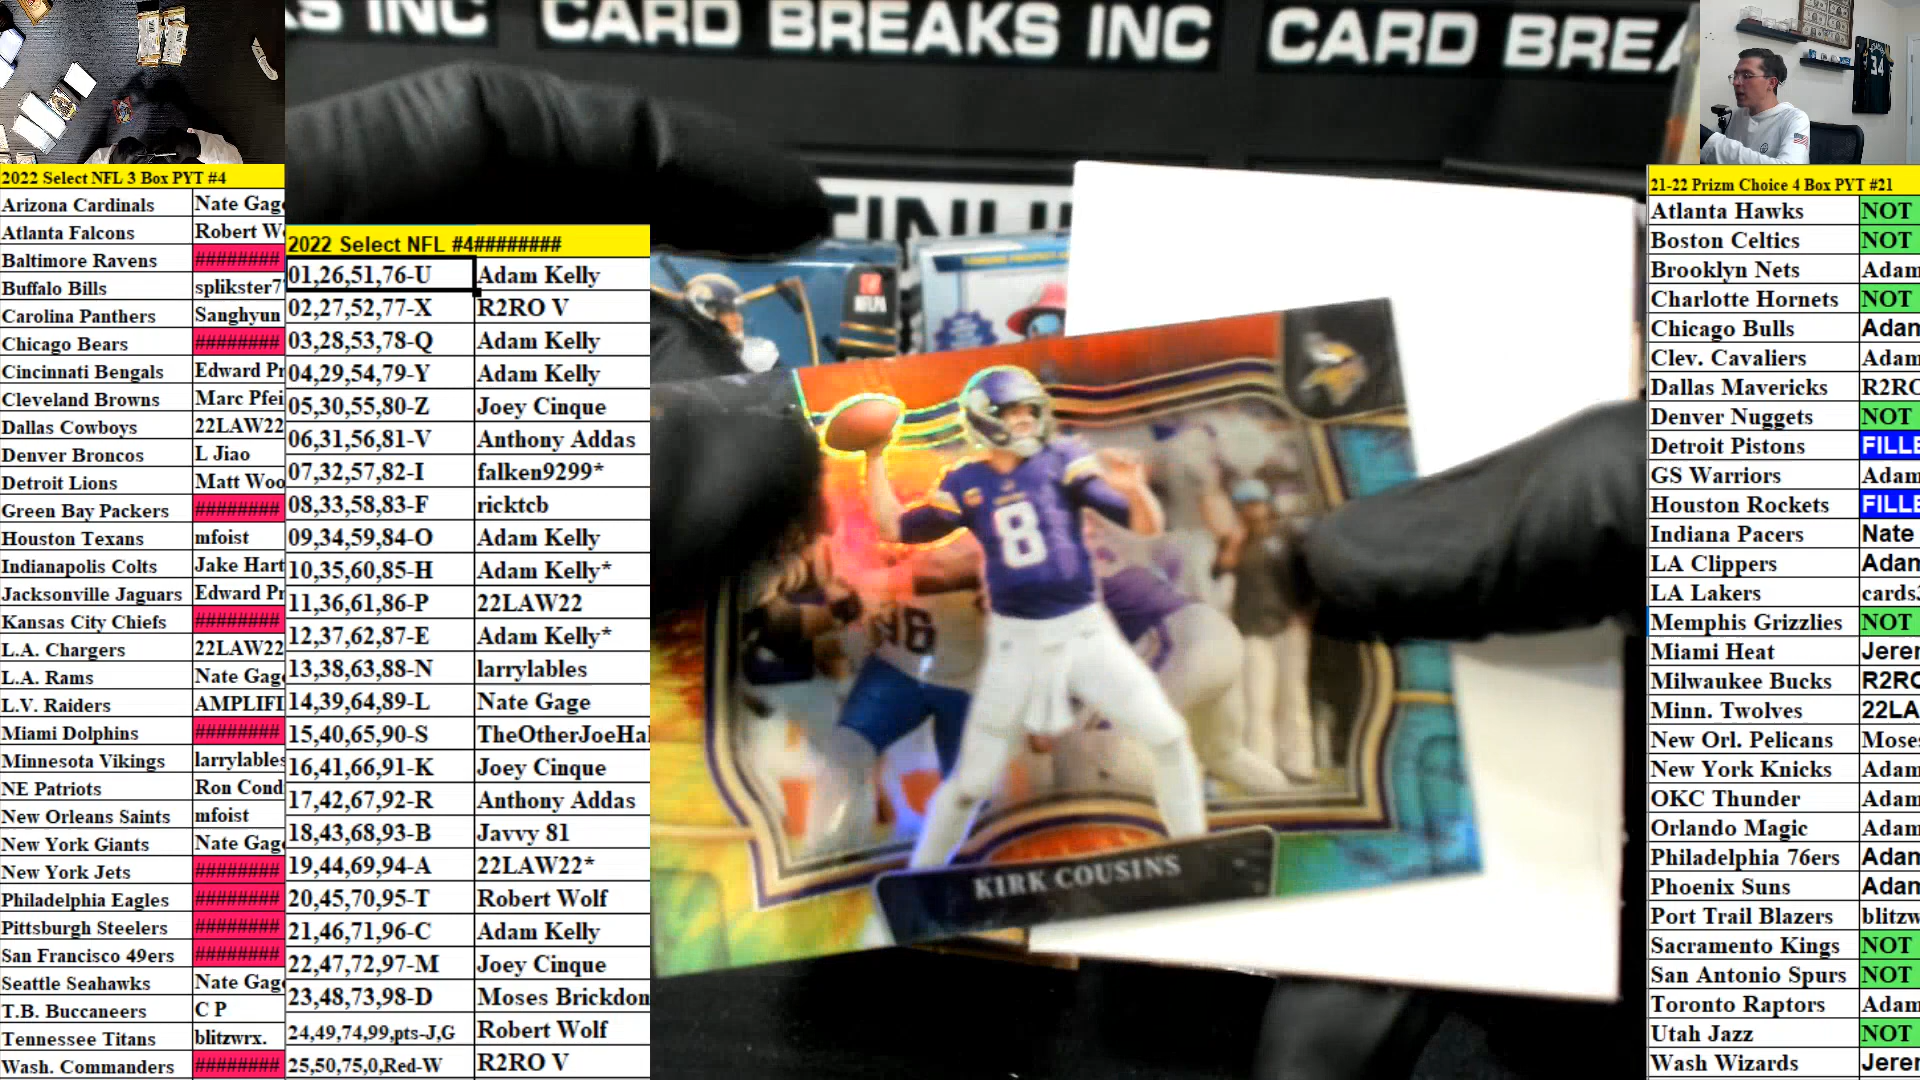 S INC CARD BREAKS INC CARD BREA
34
2022 Select NFL 3 Box PYT #4
Arizona Cardinals Nate Gag
Atlanta Falcons Robert W
Baltimore Ravens ########
Buffalo Bills splikster7
Carolina Panthers Sanghyun
Chicago Bears ########
Cincinnati Bengals Edward Pr
Cleveland Browns Marc Pfei
Dallas Cowboys 22LAW22
Denver Broncos L Jiao
Detroit Lions Matt Woo
Green Bay Packers ########
Houston Texans mfoist
Indianapolis Colts Jake Hart
Jacksonville Jaguars Edward Pr
Kansas City Chiefs ########
L.A. Chargers 22LAW22
L.A. Rams Nate Gag
L.V. Raiders AMPLIFI
Miami Dolphins ########
Minnesota Vikings larrylables
NE Patriots Ron Cond
New Orleans Saints mfoist
New York Giants Nate Gag
New York Jets ########
Philadelphia Eagles ########
Pittsburgh Steelers ########
San Francisco 49ers ########
Seattle Seahawks Nate Gag
T.B. Buccaneers C P
Tennessee Titans blitzwrx.
Wash. Commanders ########
2022 Select NFL #4########
01,26,51,76-U Adam Kelly
02,27,52,77-X R2RO V
03,28,53,78-Q Adam Kelly
04,29,54,79-Y Adam Kelly
05,30,55,80-Z Joey Cinque
06,31,56,81-V Anthony Addas
07,32,57,82-I falken9299*
08,33,58,83-F ricktcb
09,34,59,84-O Adam Kelly
10,35,60,85-H Adam Kelly*
11,36,61,86-P 22LAW22
12,37,62,87-E Adam Kelly*
13,38,63,88-N larrylables
14,39,64,89-L Nate Gage
15,40,65,90-S TheOtherJoeHa
16,41,66,91-K Joey Cinque
17,42,67,92-R Anthony Addas
18,43,68,93-B Javvy 81
19,44,69,94-A 22LAW22*
20,45,70,95-T Robert Wolf
21,46,71,96-C Adam Kelly
22,47,72,97-M Joey Cinque
23,48,73,98-D Moses Brickdon
24,49,74,99,pts-J,G Robert Wolf
25,50,75,0,Red-W R2RO V
8
96
KIRK COUSINS
21-22 Prizm Choice 4 Box PYT #21
Atlanta Hawks NOT
Boston Celtics NOT
Brooklyn Nets Adam
Charlotte Hornets NOT
Chicago Bulls Adam
Clev. Cavaliers Adam
Dallas Mavericks R2RO
Denver Nuggets NOT
Detroit Pistons FILLE
GS Warriors Adam
Houston Rockets FILLE
Indiana Pacers Nate
LA Clippers Adam
LA Lakers cards
Memphis Grizzlies NOT
Miami Heat Jerem
Milwaukee Bucks R2RO
Minn. Twolves 22LA
New Orl. Pelicans Mose
New York Knicks Adam
OKC Thunder Adam
Orlando Magic Adam
Philadelphia 76ers Adam
Phoenix Suns Adam
Port Trail Blazers blitzw
Sacramento Kings NOT
San Antonio Spurs NOT
Toronto Raptors Adam
Utah Jazz NOT
Wash Wizards Jerem